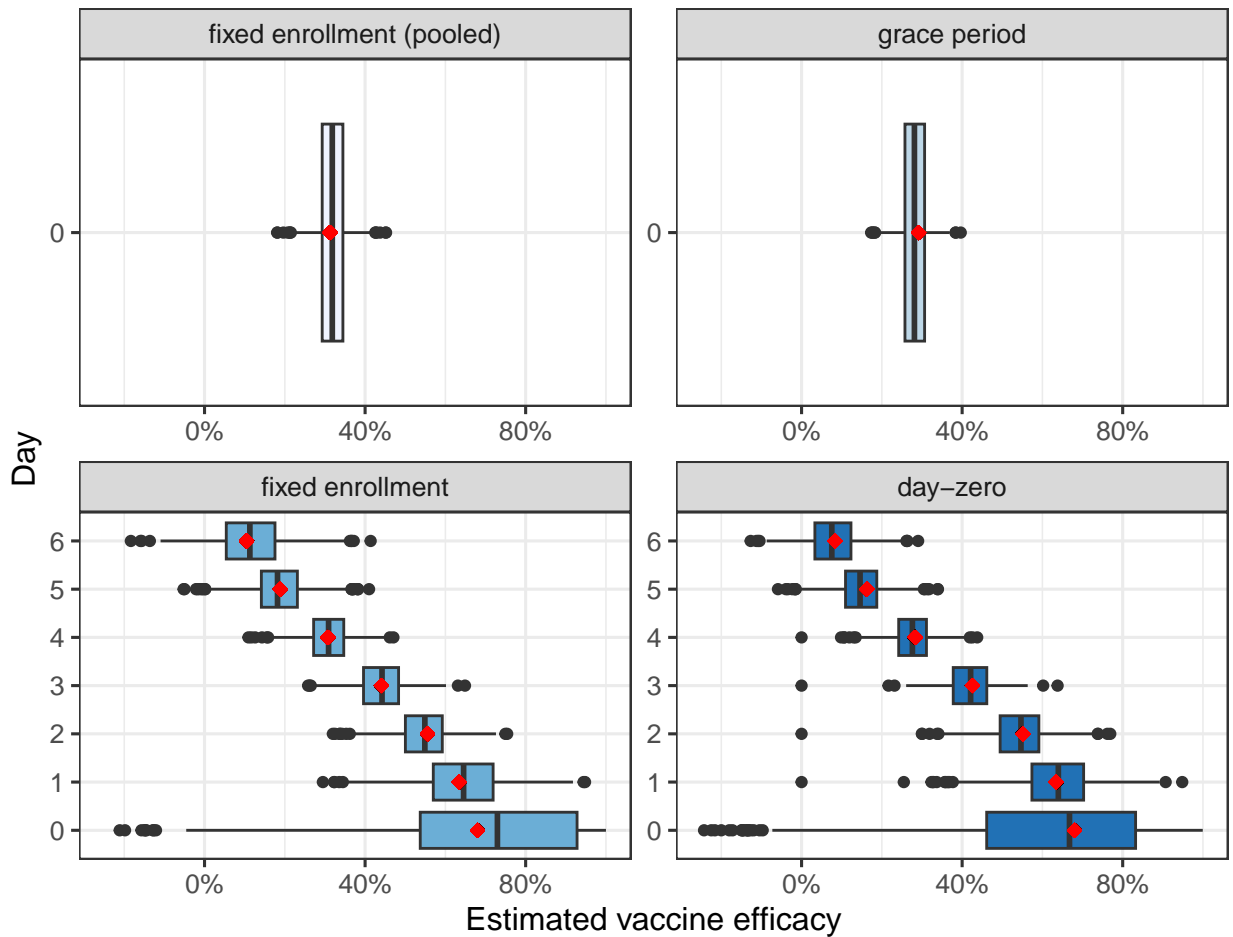 fixed enrollment (pooled)
grace period
0
0
0% 40% 80%
0% 40% 80%
Day
fixed enrollment
day−zero
6
5
4
3
2
1
0
6
5
4
3
2
1
0
0% 40% 80%
0% 40% 80%
Estimated vaccine efficacy